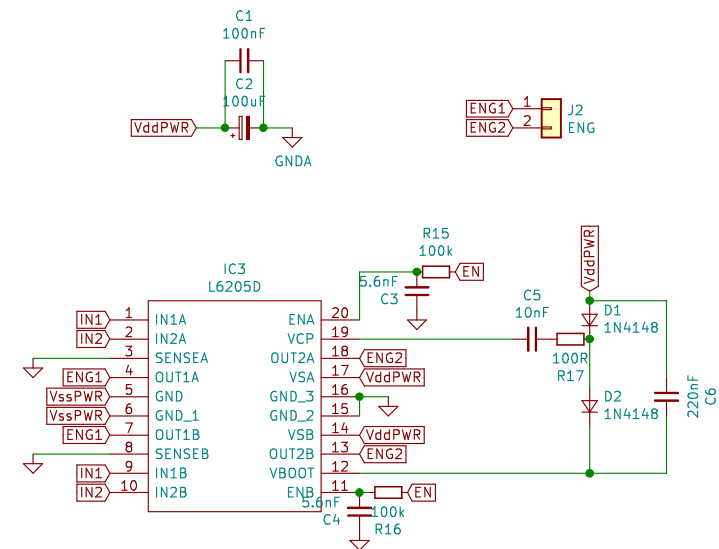 C1
100nF
C2
100uF
VddPWR
+
GNDA
ENG1
1
ENG2
2
J2
ENG
IC3
L6205D
IN1
1
IN1A
IN2
2
IN2A
3
SENSEA
ENG1
4
OUT1A
VssPWR
5
GND
VssPWR
6
GND_1
ENG1
7
OUT1B
8
SENSEB
IN1
9
IN1B
IN2
10
IN2B
ENA
20
VCP
19
OUT2A
18
ENG2
VSA
17
VddPWR
GND_3
16
GND_2
15
VSB
14
VddPWR
OUT2B
13
ENG2
VBOOT
12
ENB
11
R15
100k
EN
5.6nF
C3
5.6nF
C4
100k
R16
EN
C5
10nF
100R
R17
VddPWR
D1
1N4148
D2
1N4148
220nF
C6